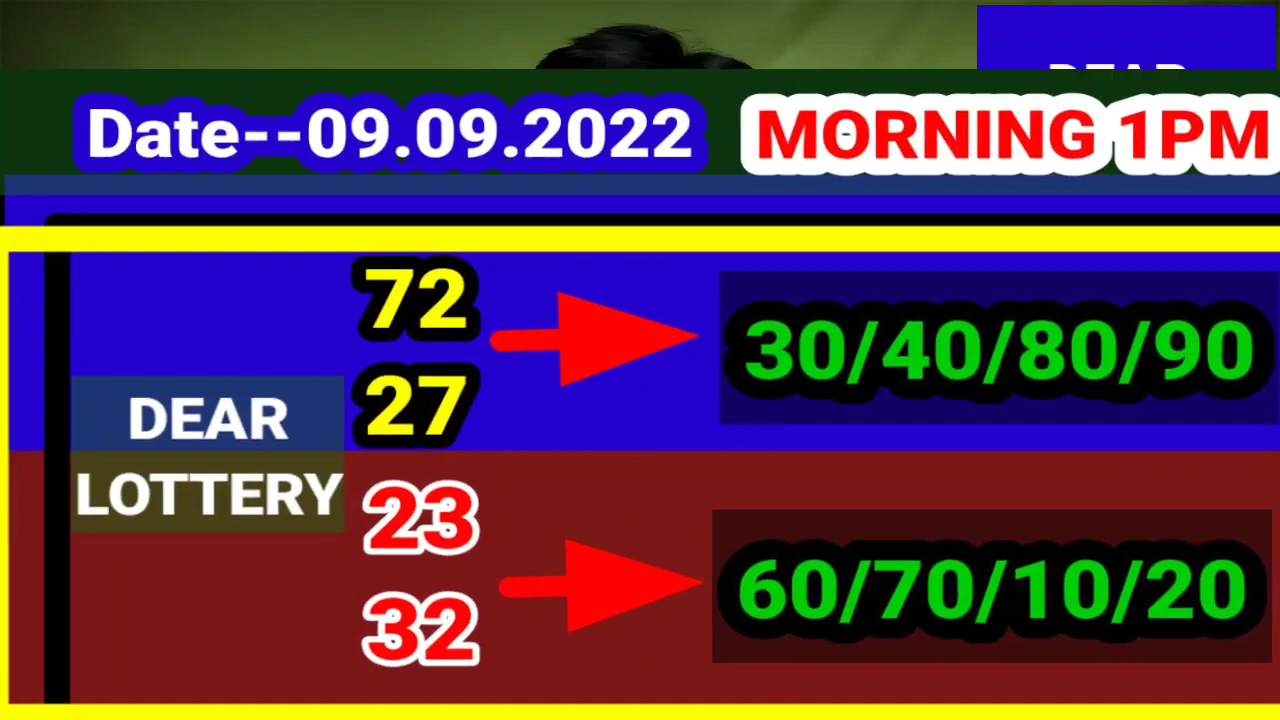 DEAR
Date--09.09.2022 MORNING 1PM
72
30/40/80/90
27
DEAR
LOTTERY
23
60/70/10/20
32